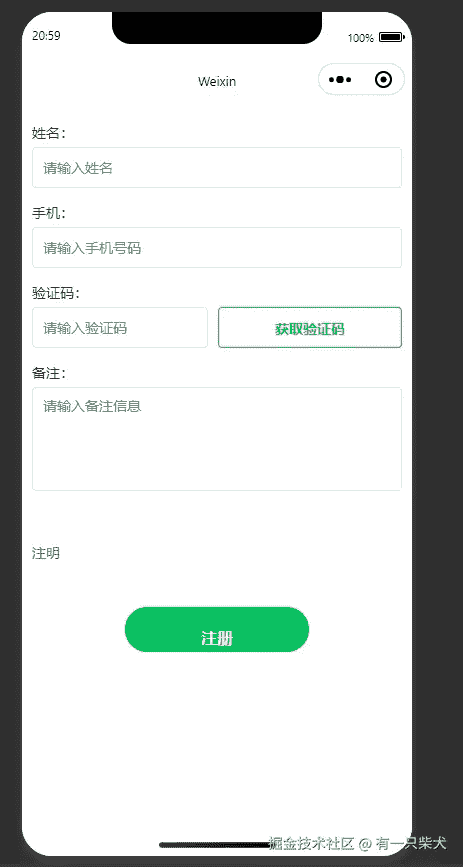 20:59
100%
Weixin
姓名：
请输入姓名
手机：
请输入手机号码
验证码：
请输入验证码
获取验证码
备注：
请输入备注信息
注明
注册
掘金技术社区 @ 有一只柴犬